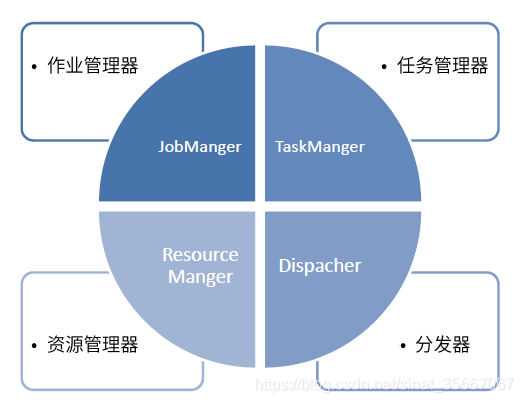 • 作业管理器
• 任务管理器
JobManger
TaskManger
Resource
Manger
Dispacher
• 资源管理器
• 分发器
https://blog.csdn.net/sinat_35667067